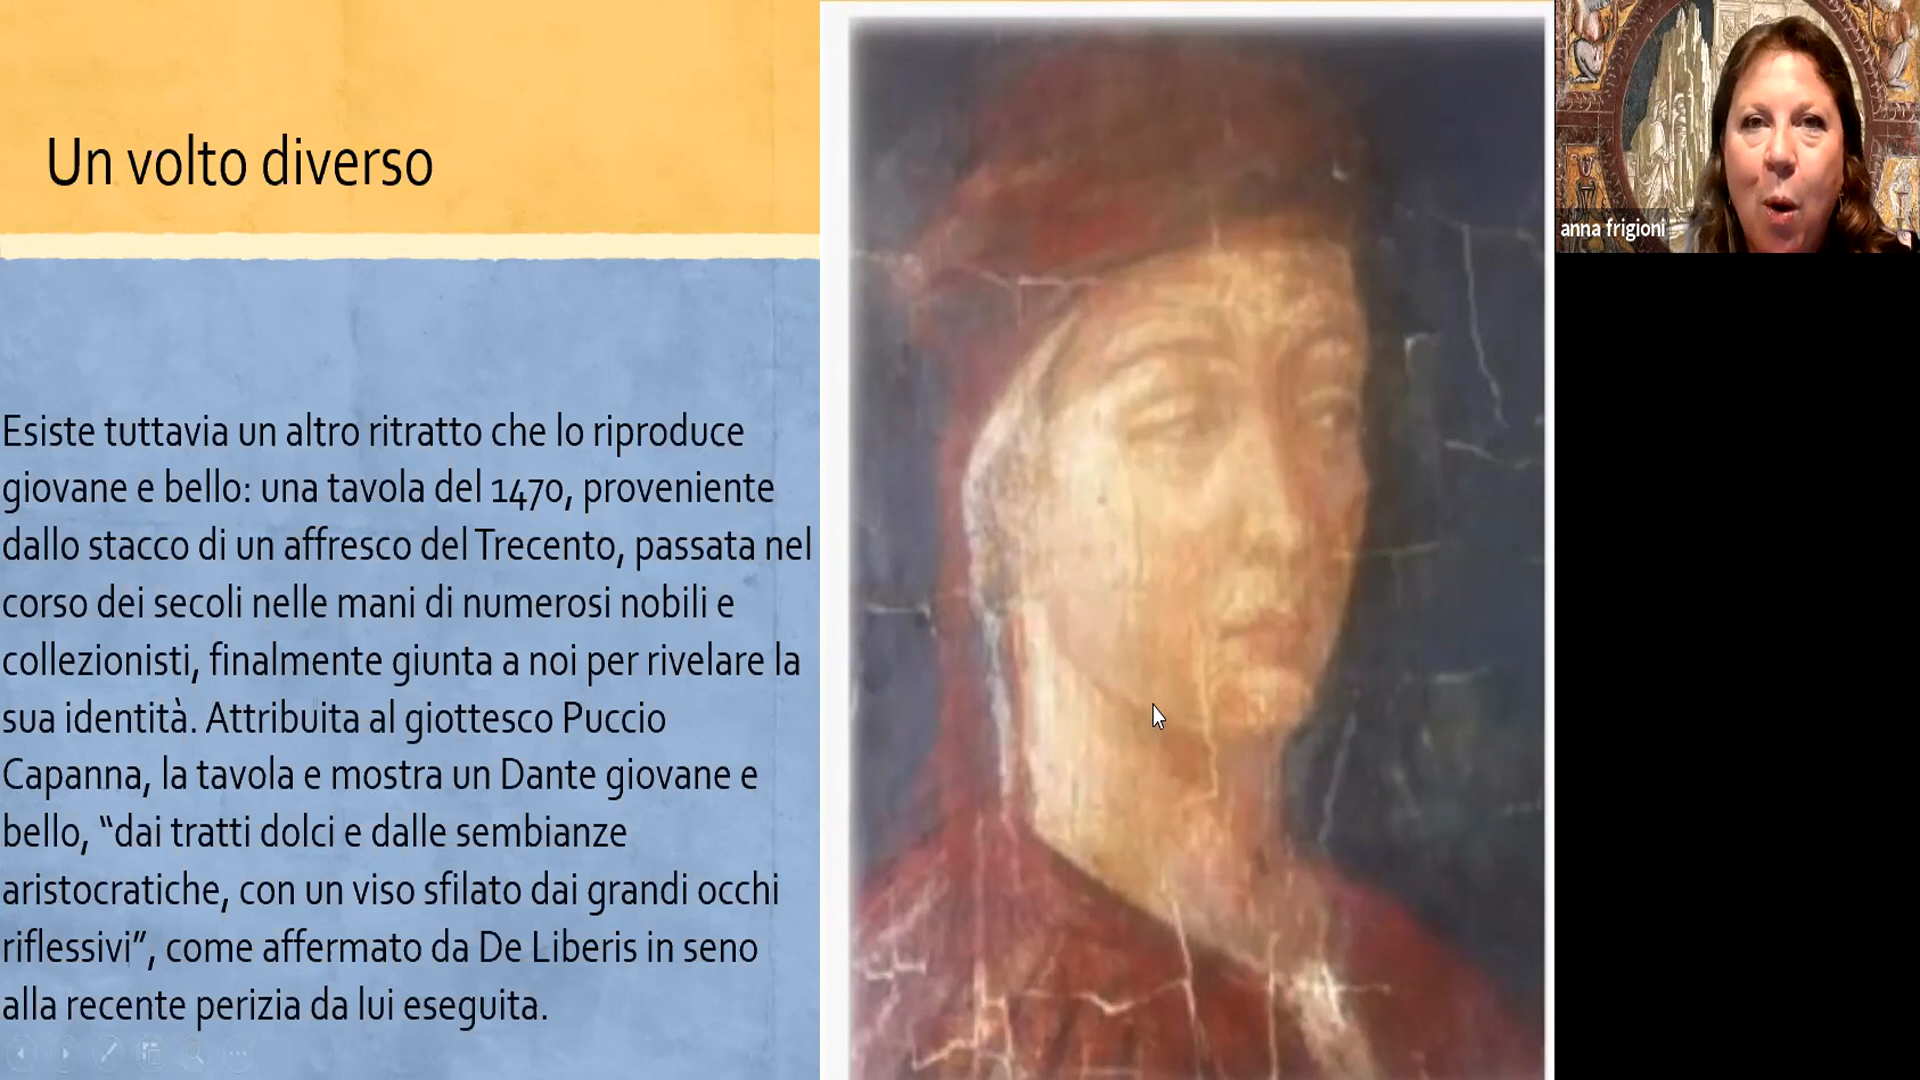 Un volto diverso
anna frigioni
Esiste tuttavia un altro ritratto che lo riproduce
giovane e bello: una tavola del 1470, proveniente
dallo stacco di un affresco del Trecento, passata nel
corso dei secoli nelle mani di numerosi nobili e
collezionisti, finalmente giunta a noi per rivelare la
sua identità. Attribuita al giottesco Puccio
Capanna, la tavola e mostra un Dante giovane e
bello, “dai tratti dolci e dalle sembianze
aristocratiche, con un viso sfilato dai grandi occhi
riflessivi”, come affermato da De Liberis in seno
alla recente perizia da lui eseguita.